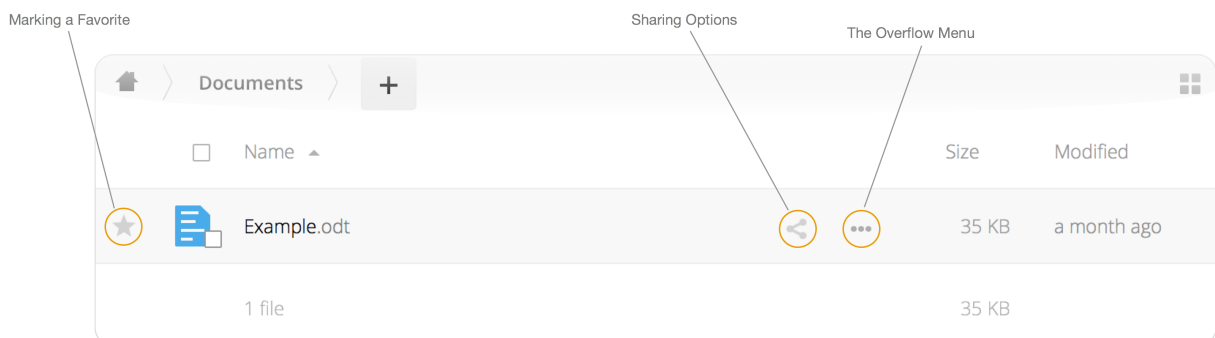 Marking a Favorite
Sharing Options
The Overflow Menu
Documents
+
Name
Size
Modified
Example.odt
35 KB
a month ago
1 file
35 KB